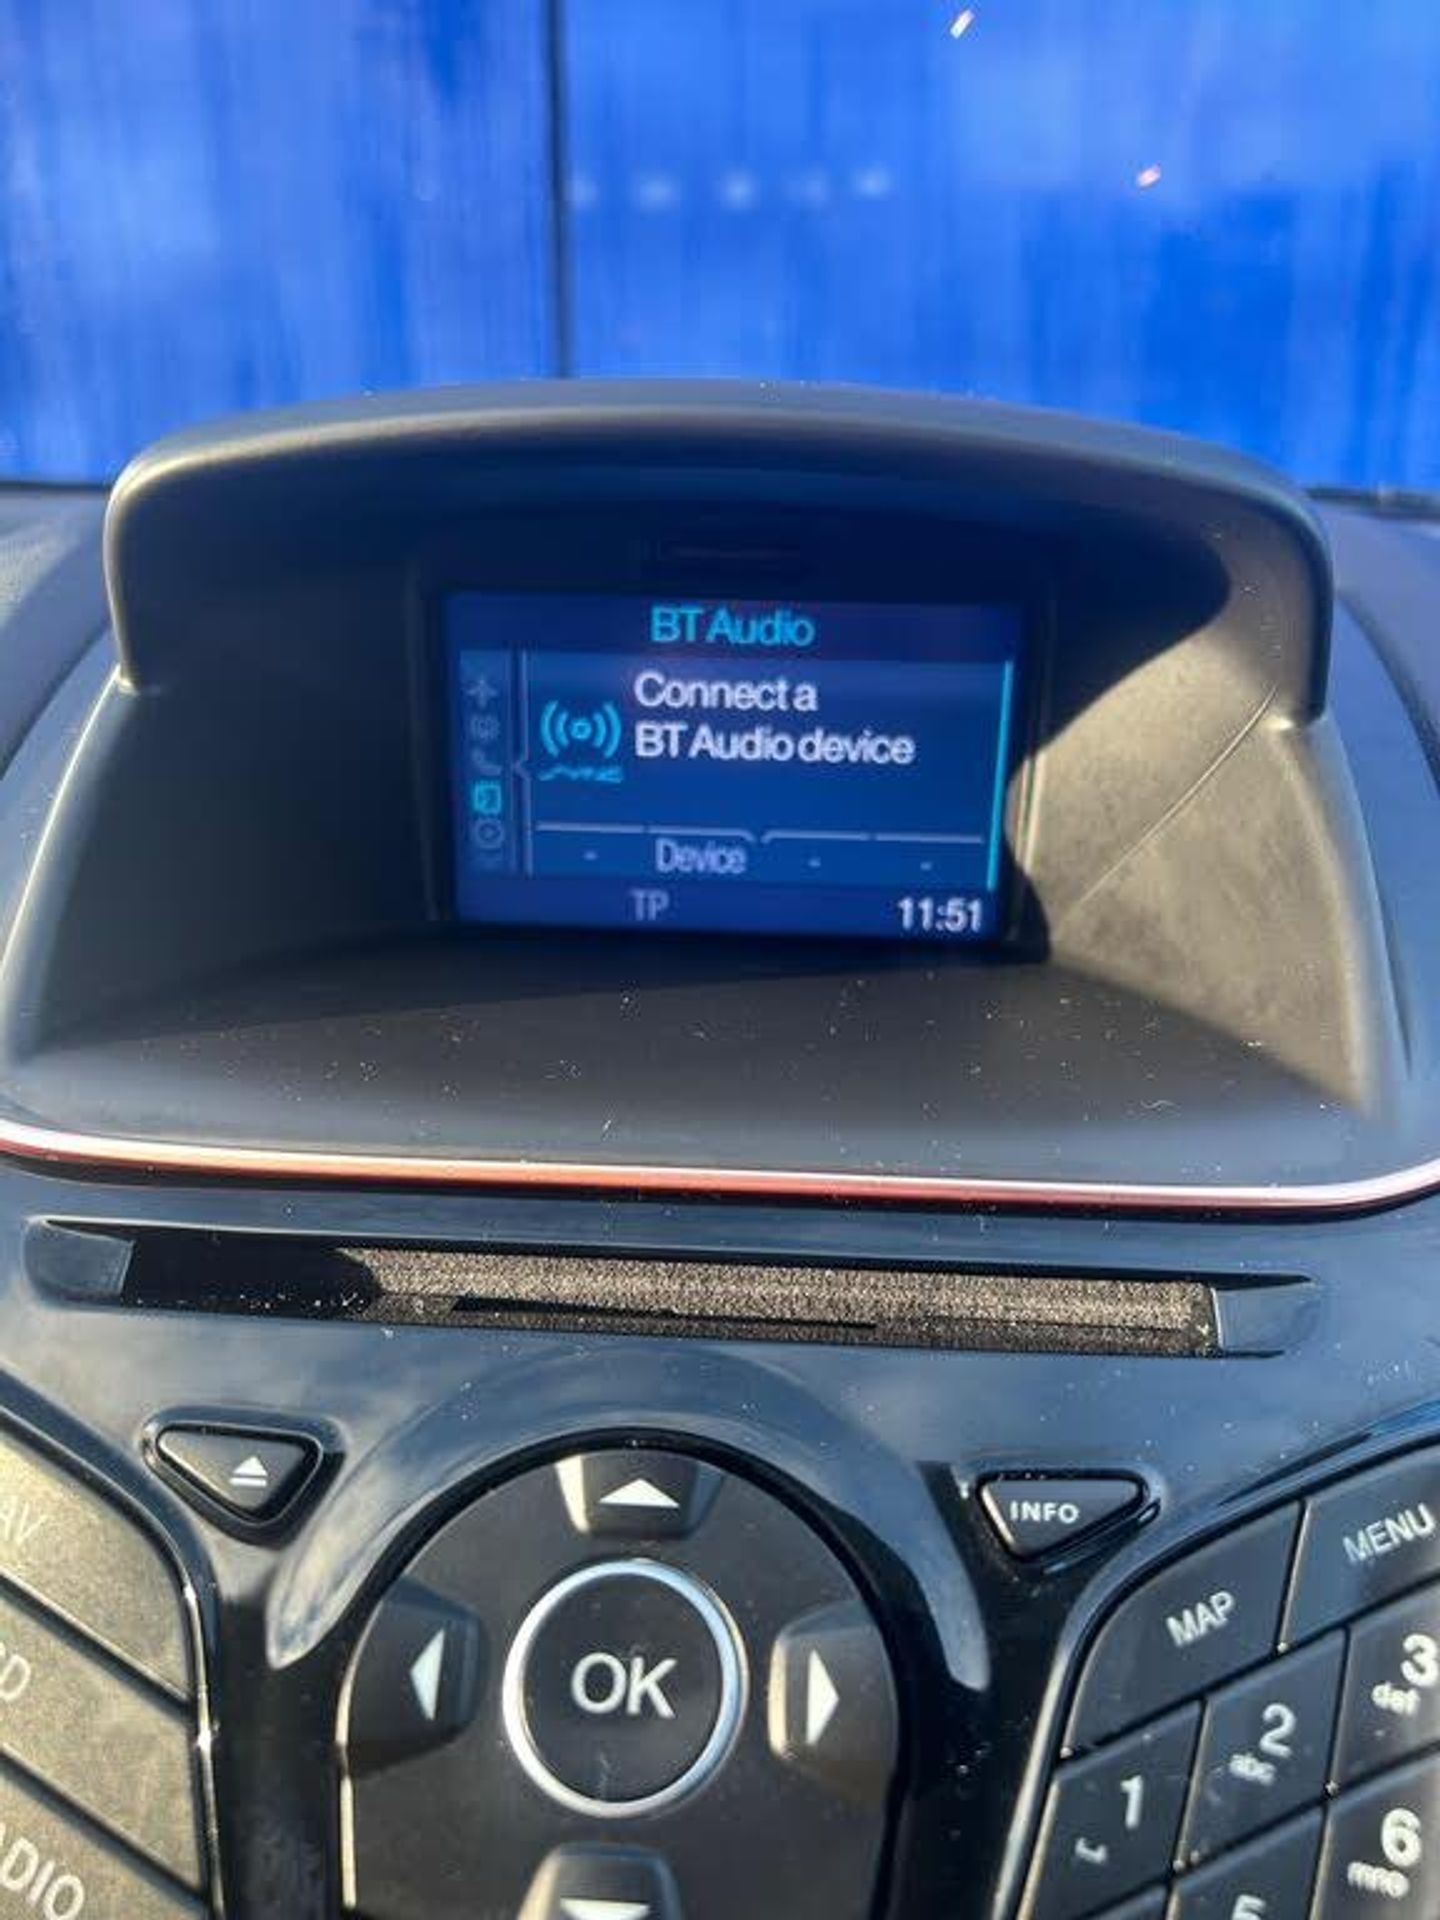 BT Audio
Connect a
BT Audio device
- Device - -
TP 11:51
INFO
MENU
MAP
OK
3
def
2
abc
1
6
mno